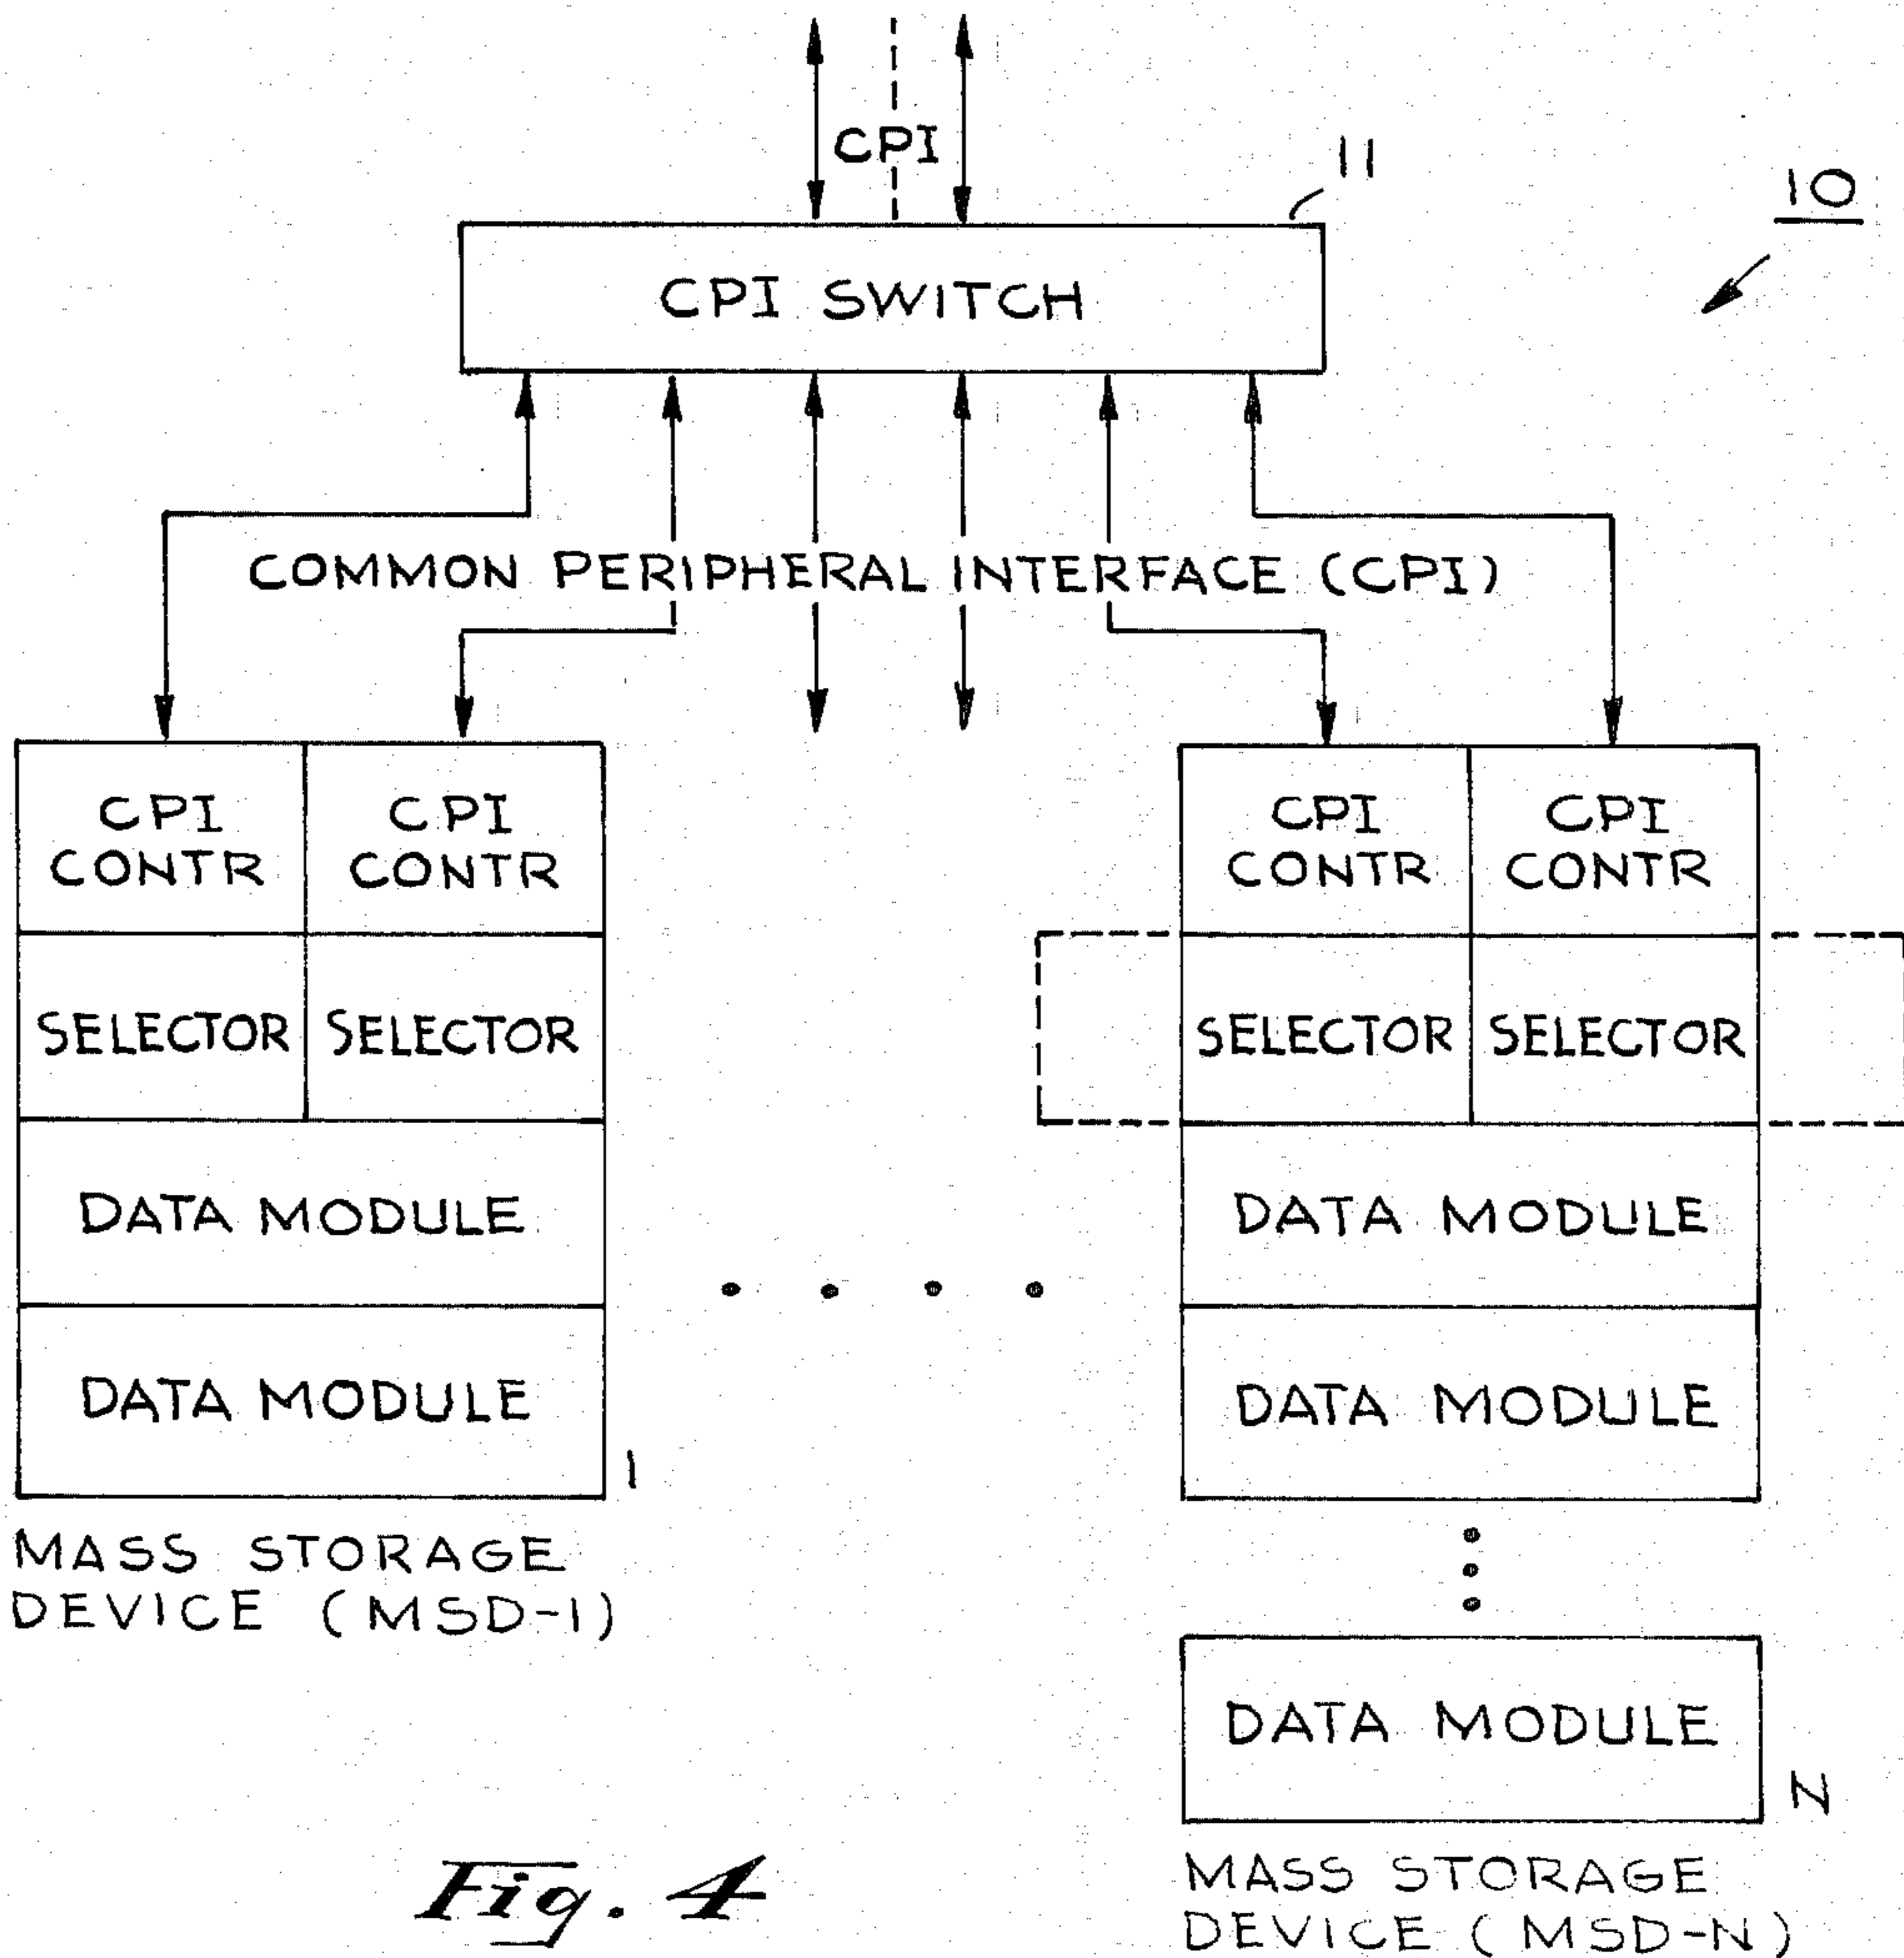 CPI
11
10
CPI SWITCH
COMMON PERIPHERAL INTERFACE (CPI)
CPI CONTR
CPI CONTR
CPI CONTR
CPI CONTR
SELECTOR
SELECTOR
SELECTOR
SELECTOR
DATA MODULE
DATA MODULE
DATA MODULE
DATA MODULE
1
MASS STORAGE
DEVICE (MSD-1)
DATA MODULE
N
MASS STORAGE
DEVICE (MSD-N)
Fig. 4